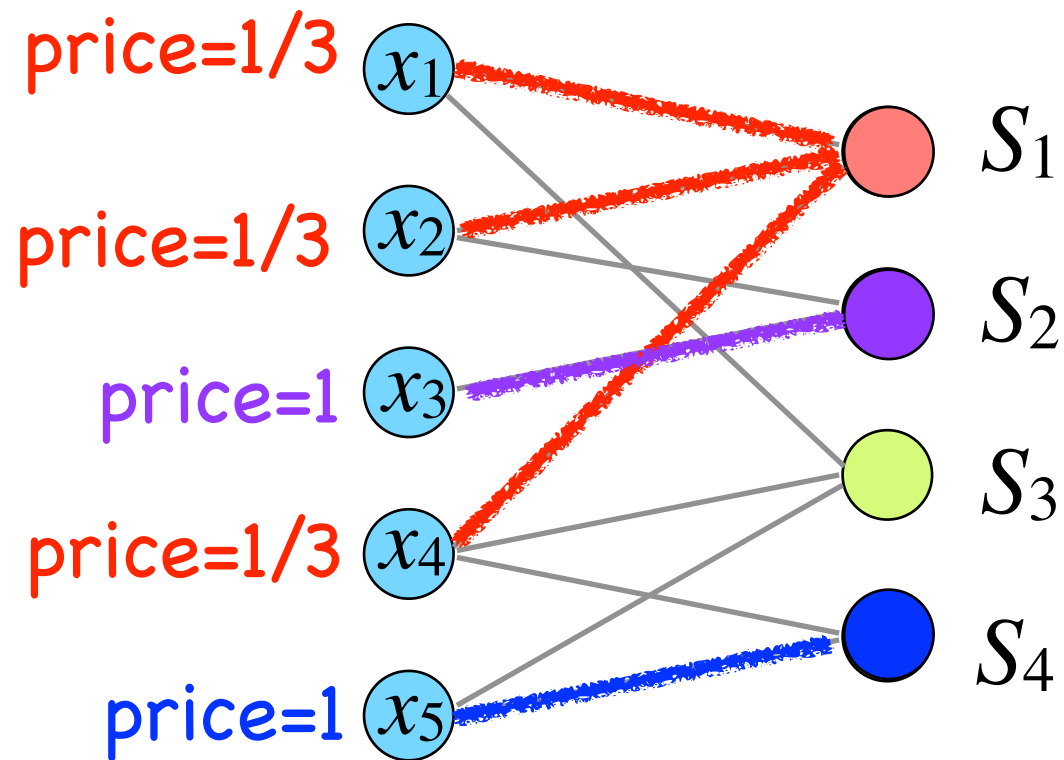 price=1/3 x1
S1
price=1/3 x2
S2
price=1 x3
S3
price=1/3 x4
S4
price=1 x5